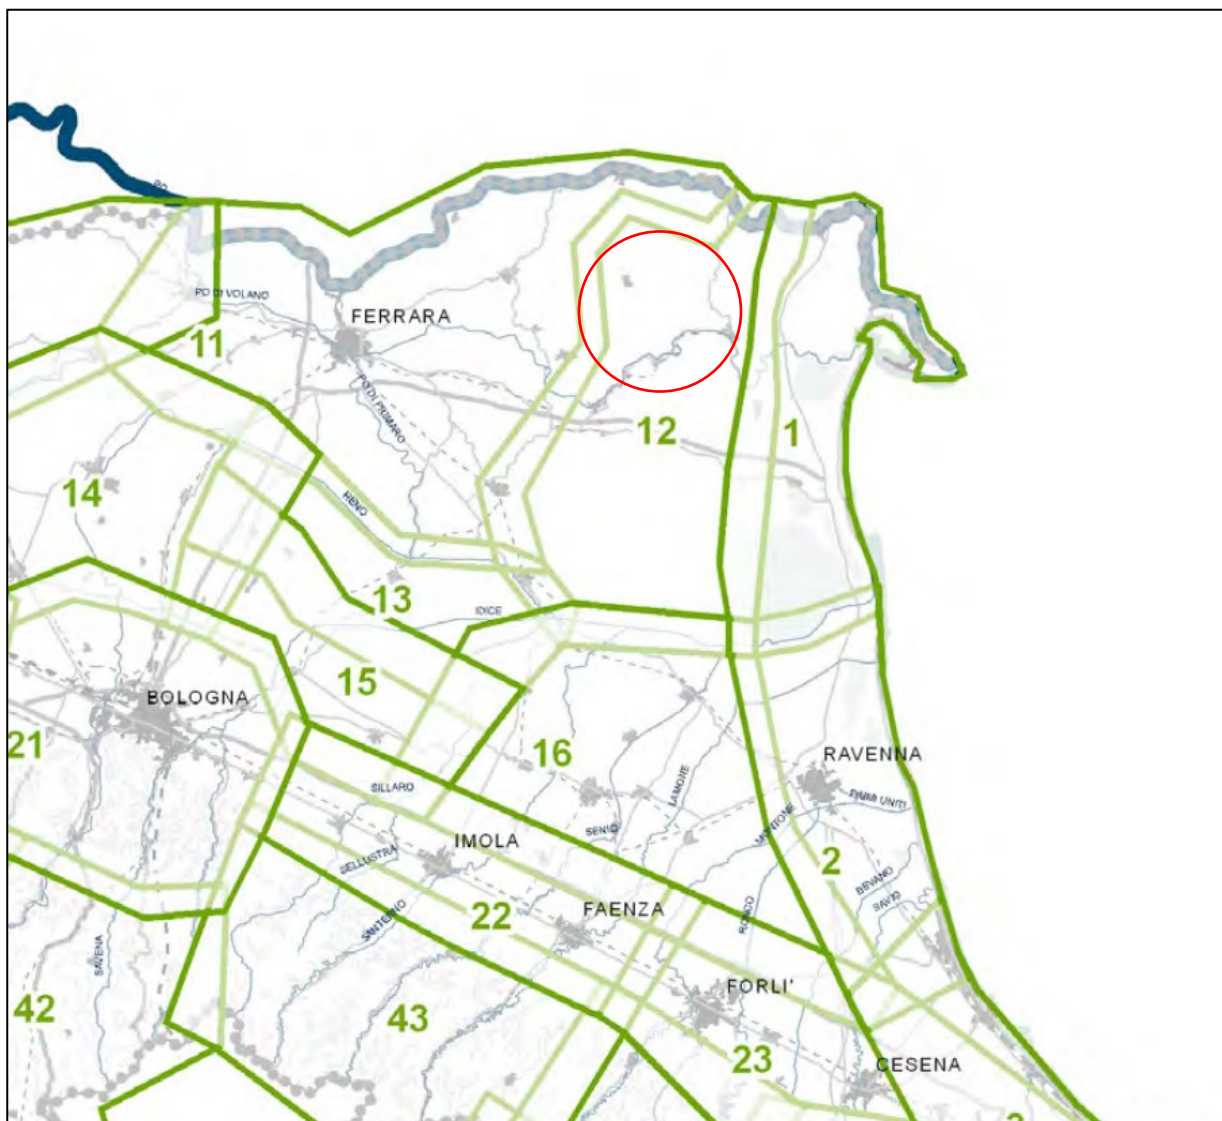 PO
PO DI VOLANO
FERRARA
11
PO DI PRIMARO
12
1
14
RENO
13
IDICE
15
BOLOGNA
21
16
RAVENNA
SILLARO
LAMONE
FIUMI UNITI
SENIO
MONTONE
IMOLA
SELLUSTRA
2
BEVANO
SAVIO
FAENZA
SANTERNO
22
RONCO
SAVENA
FORLI'
42
43
23
CESENA